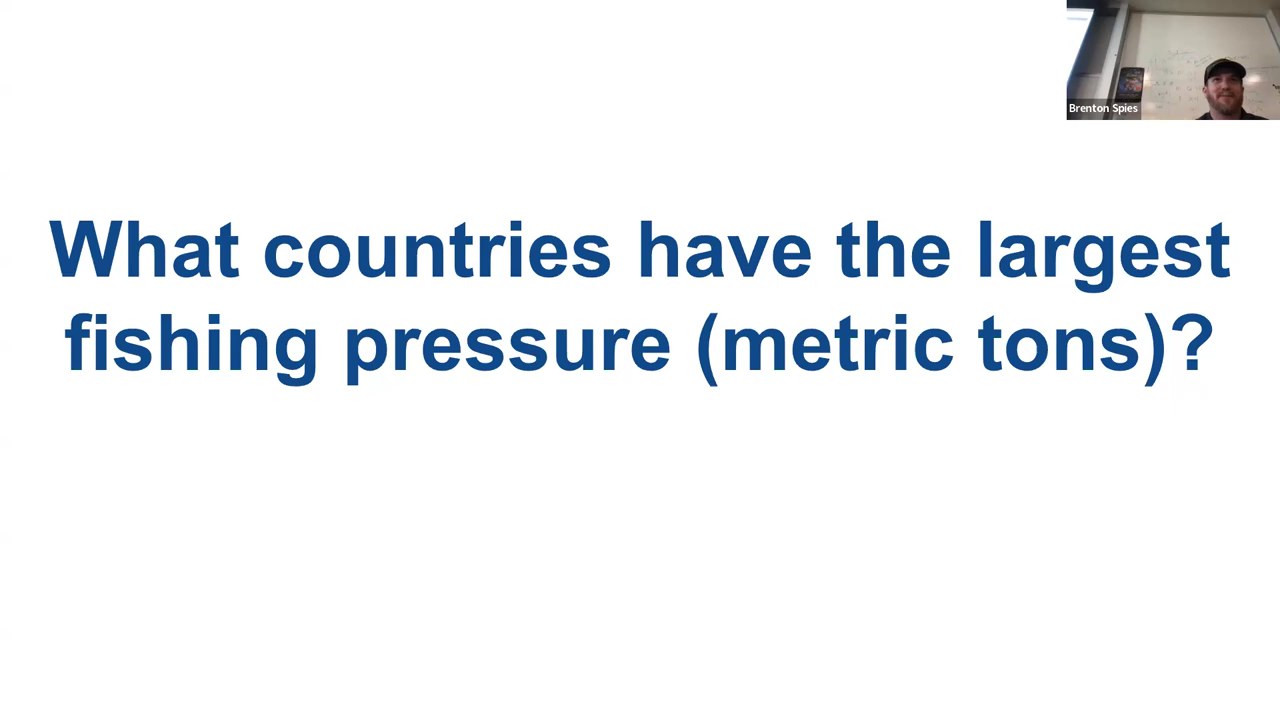 Brenton Spies
What countries have the largest
fishing pressure (metric tons)?